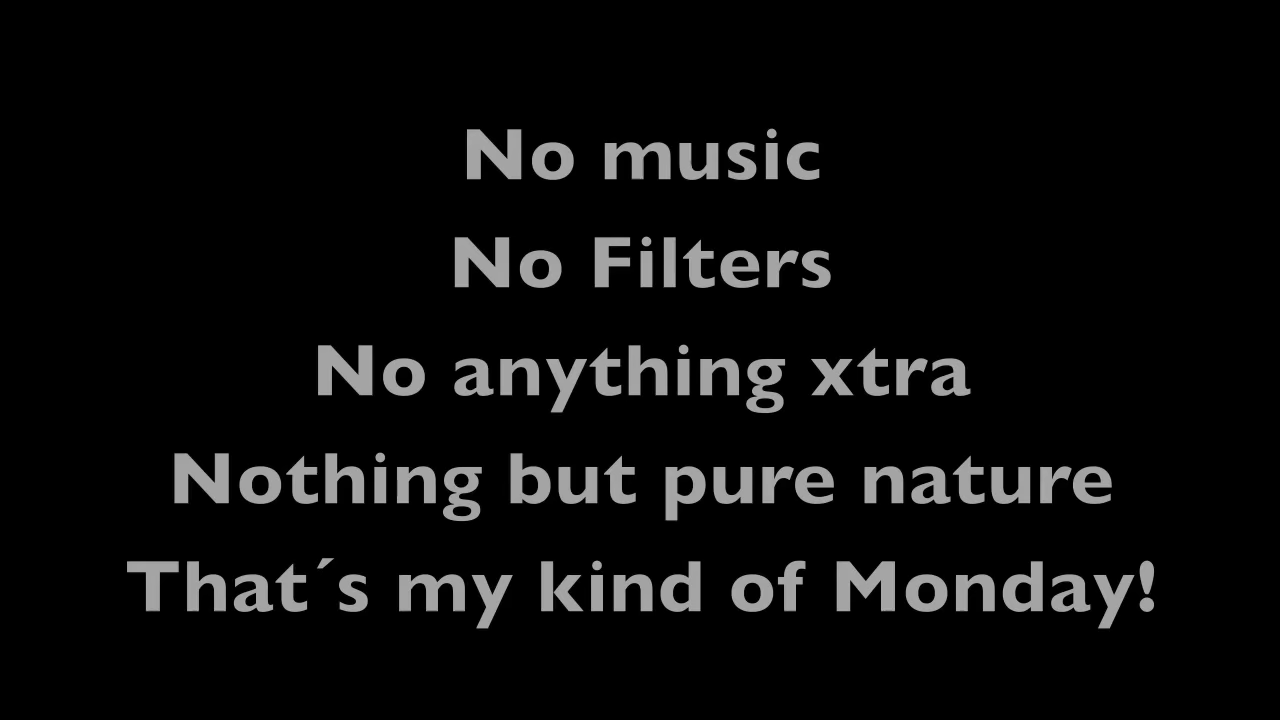 No music
No Filters
No anything xtra
Nothing but pure nature
That´s my kind of Monday!